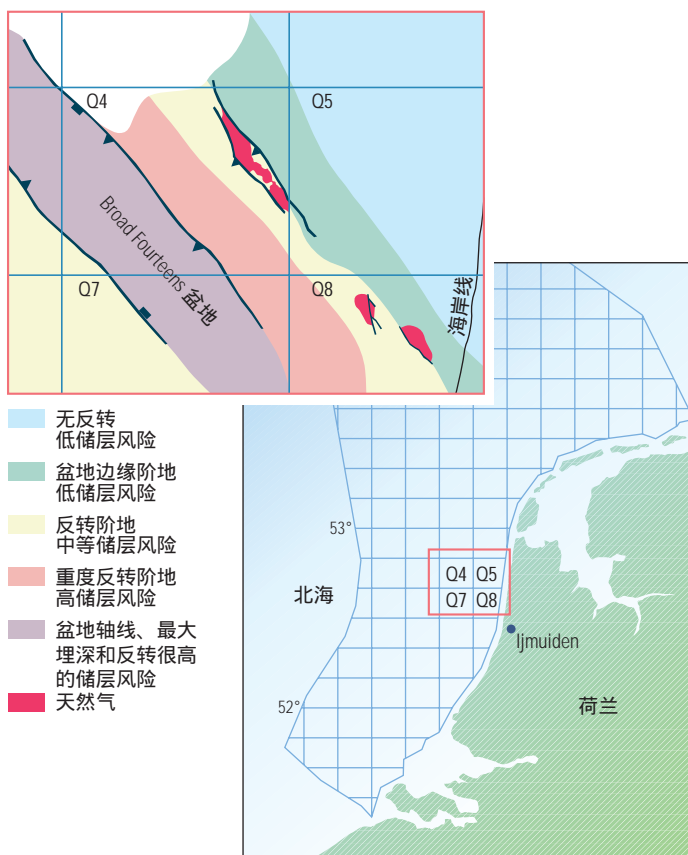 Q4
Q5
Broad Fourteens 盆地
Q7
Q8
海岸线
无反转
低储层风险
盆地边缘阶地
低储层风险
反转阶地
中等储层风险
重度反转阶地
高储层风险
盆地轴线、最大
埋深和反转很高
的储层风险
天然气
53°
北海
Q4 Q5
Q7 Q8
Ijmuiden
52°
荷兰